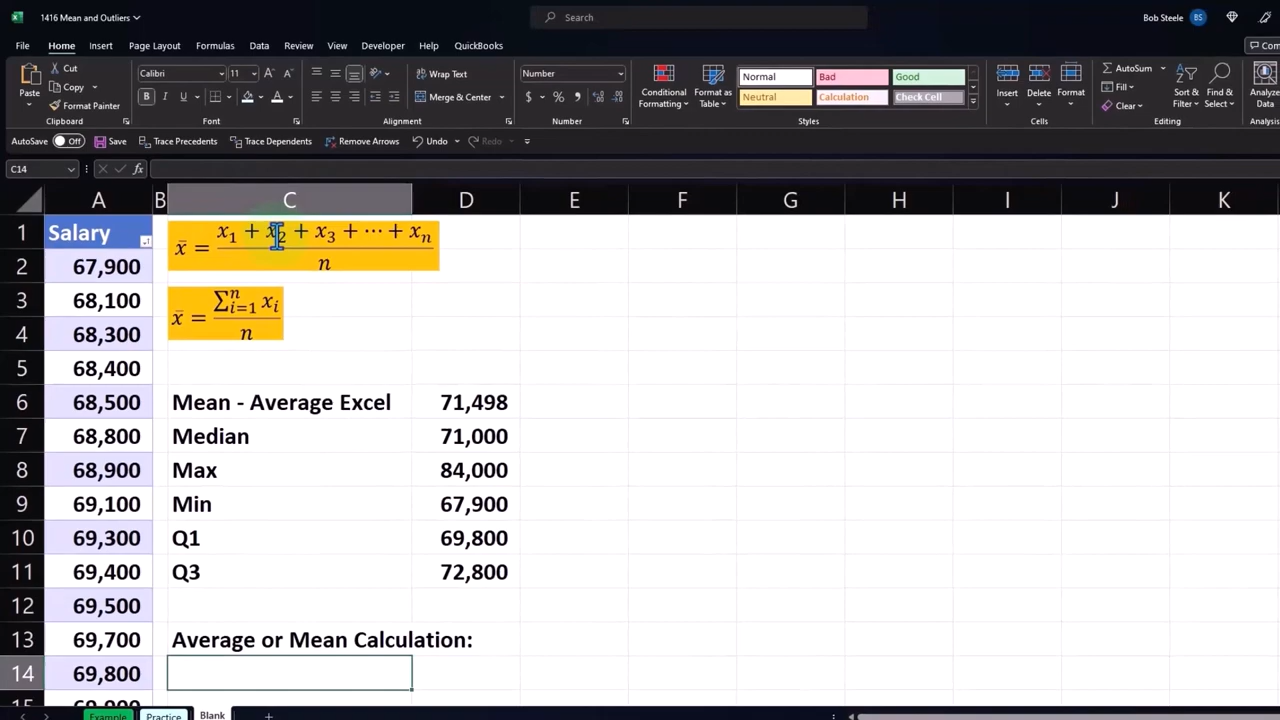 1416 Mean and Outliers
Search
Bob Steele
BS
File
Home
Insert
Page Layout
Formulas
Data
Review
View
Developer
Help
QuickBooks
Paste
Cut
Copy
Format Painter
Clipboard
Calibri
11
B
I
U
Font
Wrap Text
Merge & Center
Alignment
Number
$
%
Number
Conditional Formatting
Format as Table
Normal
Bad
Good
Neutral
Calculation
Check Cell
Styles
Insert
Delete
Format
Cells
AutoSum
Fill
Clear
Sort & Filter
Find & Select
Editing
Analyze Data
Analysis
AutoSave
Off
Save
Trace Precedents
Trace Dependents
Remove Arrows
Undo
C14
fx
A B C D E F G H I J K
1 Salary x̄ = (x₁ + x₂ + x₃ + ⋯ + xₙ) / n
2 67,900
3 68,100 x̄ = (∑ⁿᵢ₌₁ xᵢ) / n
4 68,300
5 68,400
6 68,500 Mean - Average Excel 71,498
7 68,800 Median 71,000
8 68,900 Max 84,000
9 69,100 Min 67,900
10 69,300 Q1 69,800
11 69,400 Q3 72,800
12 69,500
13 69,700 Average or Mean Calculation:
14 69,800
Example
Practice
Blank